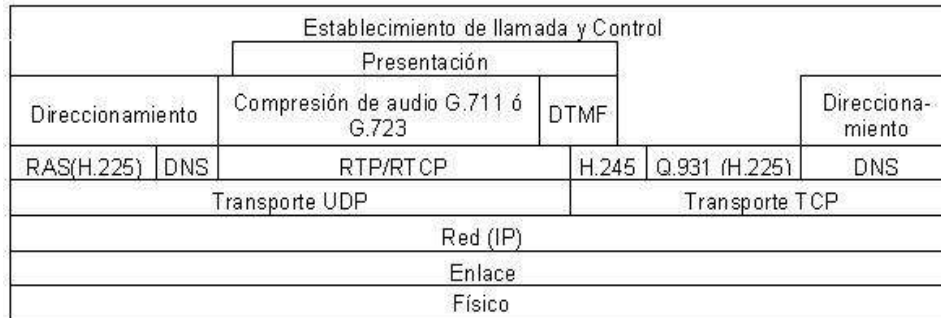 Establecimiento de llamada y Control
Presentación
Direccionamiento
Compresión de audio G.711 ó
G.723
DTMF
Direcciona-
miento
RAS(H.225)
DNS
RTP/RTCP
H.245
Q.931 (H.225)
DNS
Transporte UDP
Transporte TCP
Red (IP)
Enlace
Físico